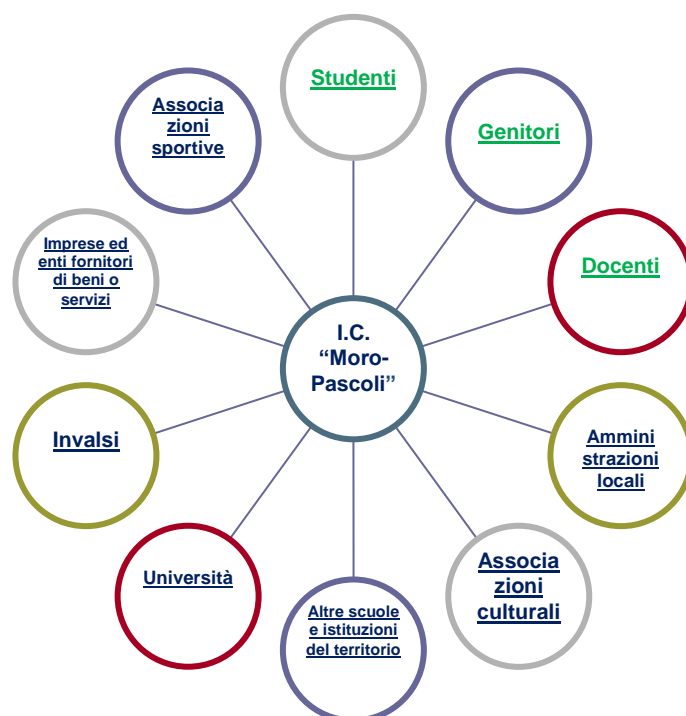 Studenti
Genitori
Docenti
Ammini
strazioni
locali
Associa
zioni
culturali
Altre scuole
e istituzioni
del territorio
Università
Invalsi
Imprese ed
enti fornitori
di beni o
servizi
Associa
zioni
sportive
I.C.
“Moro-
Pascoli”